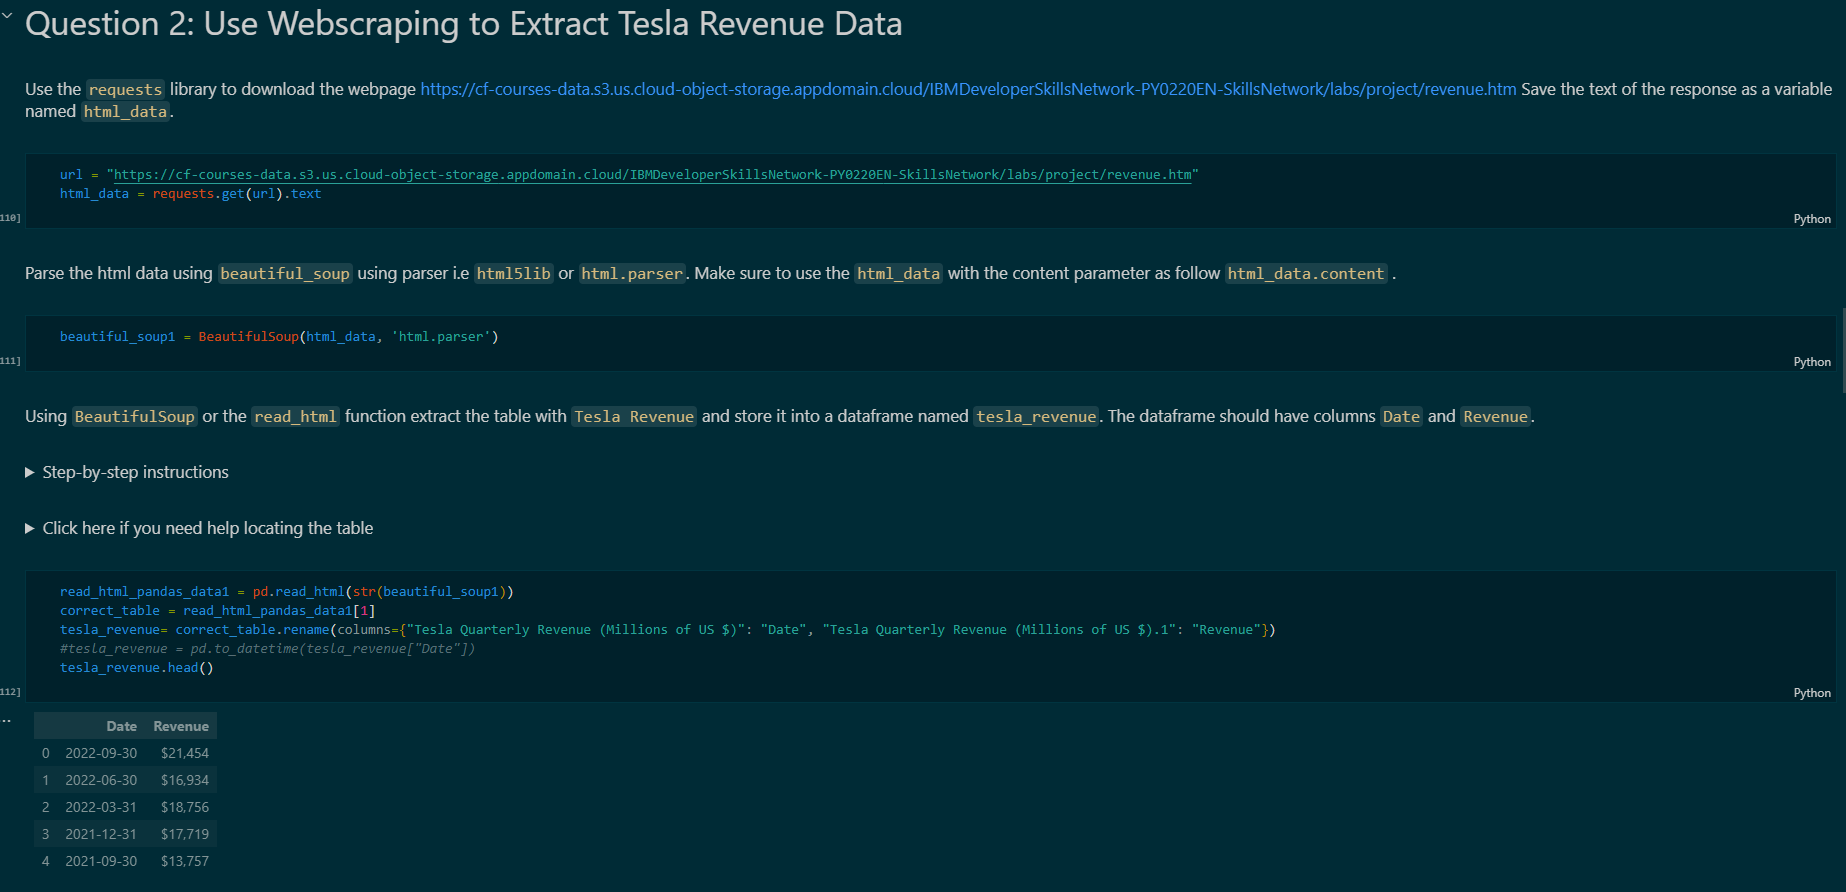 Question 2: Use Webscraping to Extract Tesla Revenue Data
Use the requests library to download the webpage https://cf-courses-data.s3.us.cloud-object-storage.appdomain.cloud/IBMDeveloperSkillsNetwork-PY0220EN-SkillsNetwork/labs/project/revenue.htm Save the text of the response as a variable
named html_data.
url = "https://cf-courses-data.s3.us.cloud-object-storage.appdomain.cloud/IBMDeveloperSkillsNetwork-PY0220EN-SkillsNetwork/labs/project/revenue.htm"
html_data = requests.get(url).text
110]
Python
Parse the html data using beautiful_soup using parser i.e html5lib or html.parser. Make sure to use the html_data with the content parameter as follow html_data.content .
beautiful_soup1 = BeautifulSoup(html_data, 'html.parser')
111]
Python
Using BeautifulSoup or the read_html function extract the table with Tesla Revenue and store it into a dataframe named tesla_revenue. The dataframe should have columns Date and Revenue.
Step-by-step instructions
Click here if you need help locating the table
read_html_pandas_data1 = pd.read_html(str(beautiful_soup1))
correct_table = read_html_pandas_data1[1]
tesla_revenue= correct_table.rename(columns={"Tesla Quarterly Revenue (Millions of US $)": "Date", "Tesla Quarterly Revenue (Millions of US $).1": "Revenue"})
#tesla_revenue = pd.to_datetime(tesla_revenue["Date"])
tesla_revenue.head()
112]
Python
...
Date Revenue
0 2022-09-30 $21,454
1 2022-06-30 $16,934
2 2022-03-31 $18,756
3 2021-12-31 $17,719
4 2021-09-30 $13,757